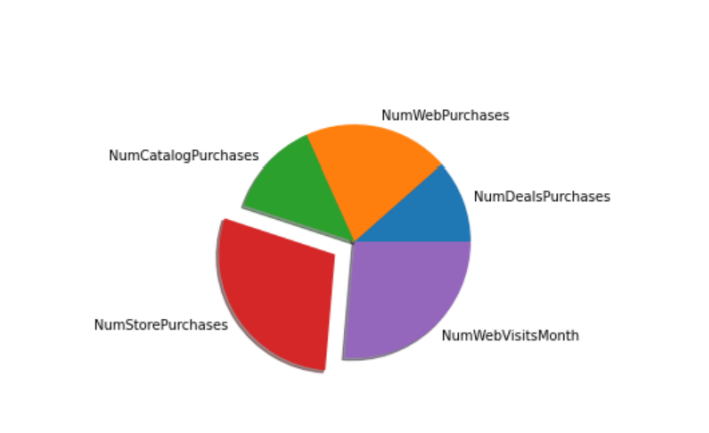 NumWebPurchases
NumCatalogPurchases
NumDealsPurchases
NumStorePurchases
NumWebVisitsMonth